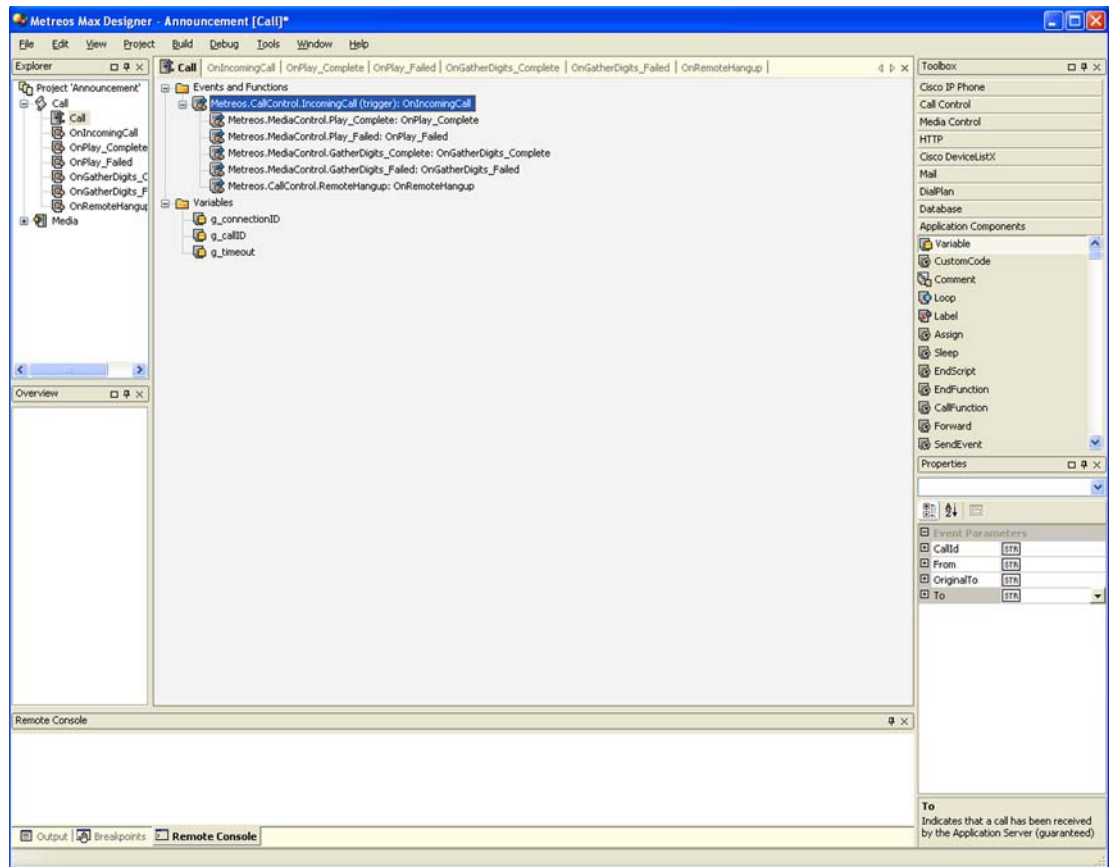 Metreos Max Designer - Announcement [Call]*
File Edit View Project Build Debug Tools Window Help
Explorer
Project 'Announcement'
Call
Call
OnIncomingCall
OnPlay_Complete
OnPlay_Failed
OnGatherDigits_C
OnGatherDigits_F
OnRemoteHangup
Media
Overview
Call OnIncomingCall | OnPlay_Complete | OnPlay_Failed | OnGatherDigits_Complete | OnGatherDigits_Failed | OnRemoteHangup |
Events and Functions
Metreos.CallControl.IncomingCall (trigger): OnIncomingCall
Metreos.MediaControl.Play_Complete: OnPlay_Complete
Metreos.MediaControl.Play_Failed: OnPlay_Failed
Metreos.MediaControl.GatherDigits_Complete: OnGatherDigits_Complete
Metreos.MediaControl.GatherDigits_Failed: OnGatherDigits_Failed
Metreos.CallControl.RemoteHangup: OnRemoteHangup
Variables
g_connectionID
g_callID
g_timeout
Toolbox
Cisco IP Phone
Call Control
Media Control
HTTP
Cisco DeviceListX
Mail
DialPlan
Database
Application Components
Variable
CustomCode
Comment
Loop
Label
Assign
Sleep
EndScript
EndFunction
CallFunction
Forward
SendEvent
Properties
Event Parameters
CallId STR
From STR
OriginalTo STR
To STR
To
Indicates that a call has been received
by the Application Server (guaranteed)
Remote Console
Output Breakpoints Remote Console